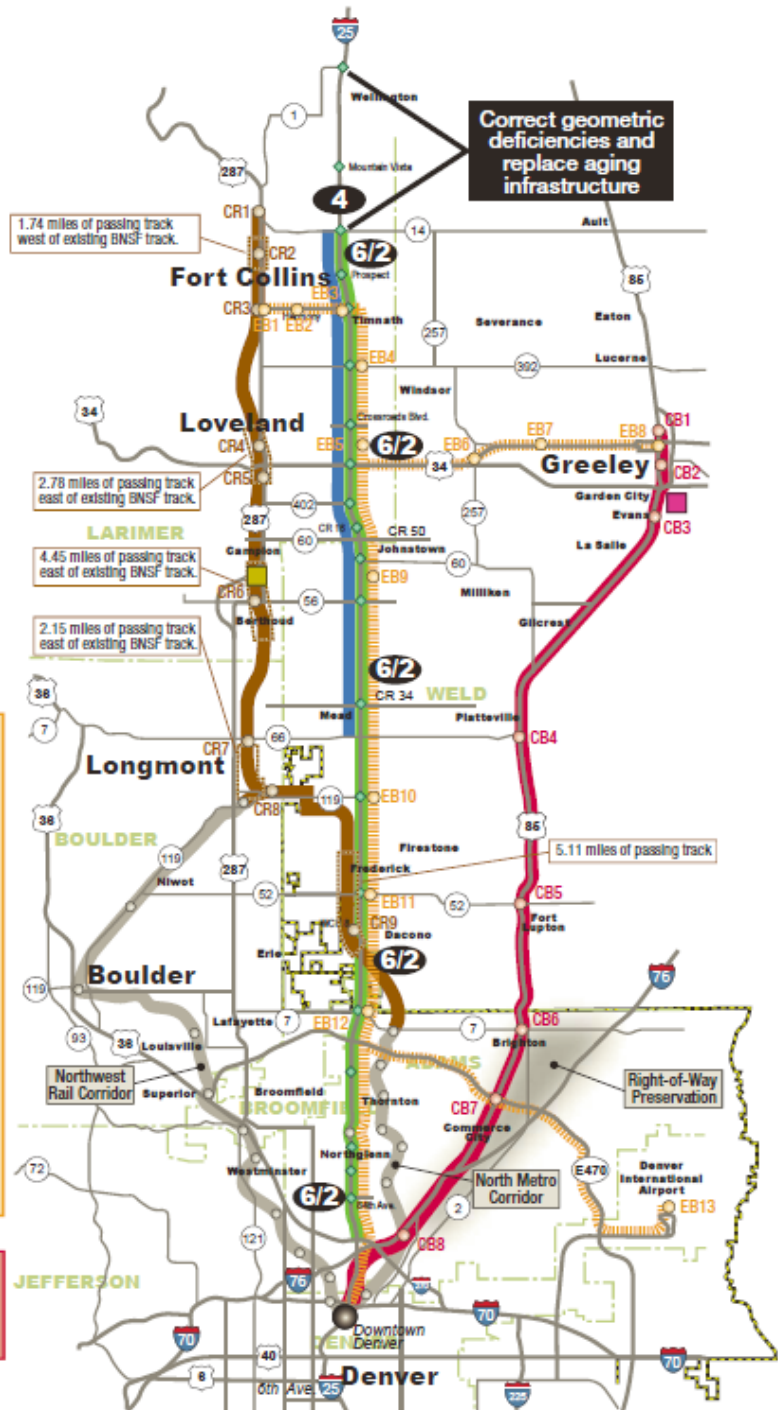 25
Wellington
1
Correct geometric
deficiencies and
replace aging
infrastructure
Mountain Vista
287
CR1
4
Ault
14
1.74 miles of passing track
west of existing BNSF track.
CR2
6/2
Fort Collins
Prospect
85
CR3
EB1
EB2
EB3
Timnath
Severance
Eaton
257
EB4
Lucerne
392
Windsor
34
Crossroads Blvd.
Loveland
CR4
EB5
6/2
EB6
EB7
EB8
CB1
34
Greeley
CB2
2.78 miles of passing track
east of existing BNSF track.
CR5
Garden City
402
257
Evans
CB3
287
CR 16
CR 50
LARIMER
60
Johnstown
La Salle
4.45 miles of passing track
east of existing BNSF track.
Campion
60
EB9
CR6
56
Milliken
Berthoud
Gilcrest
2.15 miles of passing track
east of existing BNSF track.
6/2
36
CR 34
WELD
7
Mead
Platteville
CR7
66
CB4
Longmont
CR8
119
EB10
36
85
BOULDER
Firestone
119
5.11 miles of passing track
287
Frederick
Niwot
52
EB11
52
CB5
CR9
Fort
Lupton
Dacono
Erie
6/2
Boulder
76
119
Lafayette
7
EB12
7
CB6
93
36
Louisville
Brighton
Northwest
Rail Corridor
ADAMS
Right-of-Way
Preservation
Superior
Broomfield
BROOMFIELD
Thornton
CB7
Commerce
City
Northglenn
72
Westminster
North Metro
Corridor
E470
Denver
International
Airport
6/2
84th Ave.
2
EB13
121
CB8
JEFFERSON
76
70
70
Downtown
Denver
40
70
6
6th Ave.
25
Denver
225